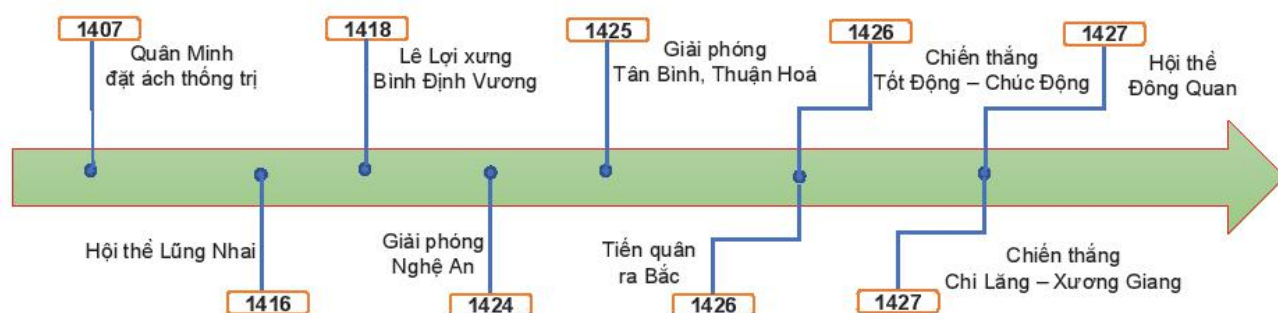 1407
Quân Minh
đặt ách thống trị
1418
Lê Lợi xưng
Bình Định Vương
1425
Giải phóng
Tân Bình, Thuận Hoá
1426
Chiến thắng
Tốt Động – Chúc Động
1427
Hội thề
Đông Quan
Hội thề Lũng Nhai
1416
Giải phóng
Nghệ An
1424
Tiến quân
ra Bắc
1426
Chiến thắng
Chi Lăng – Xương Giang
1427